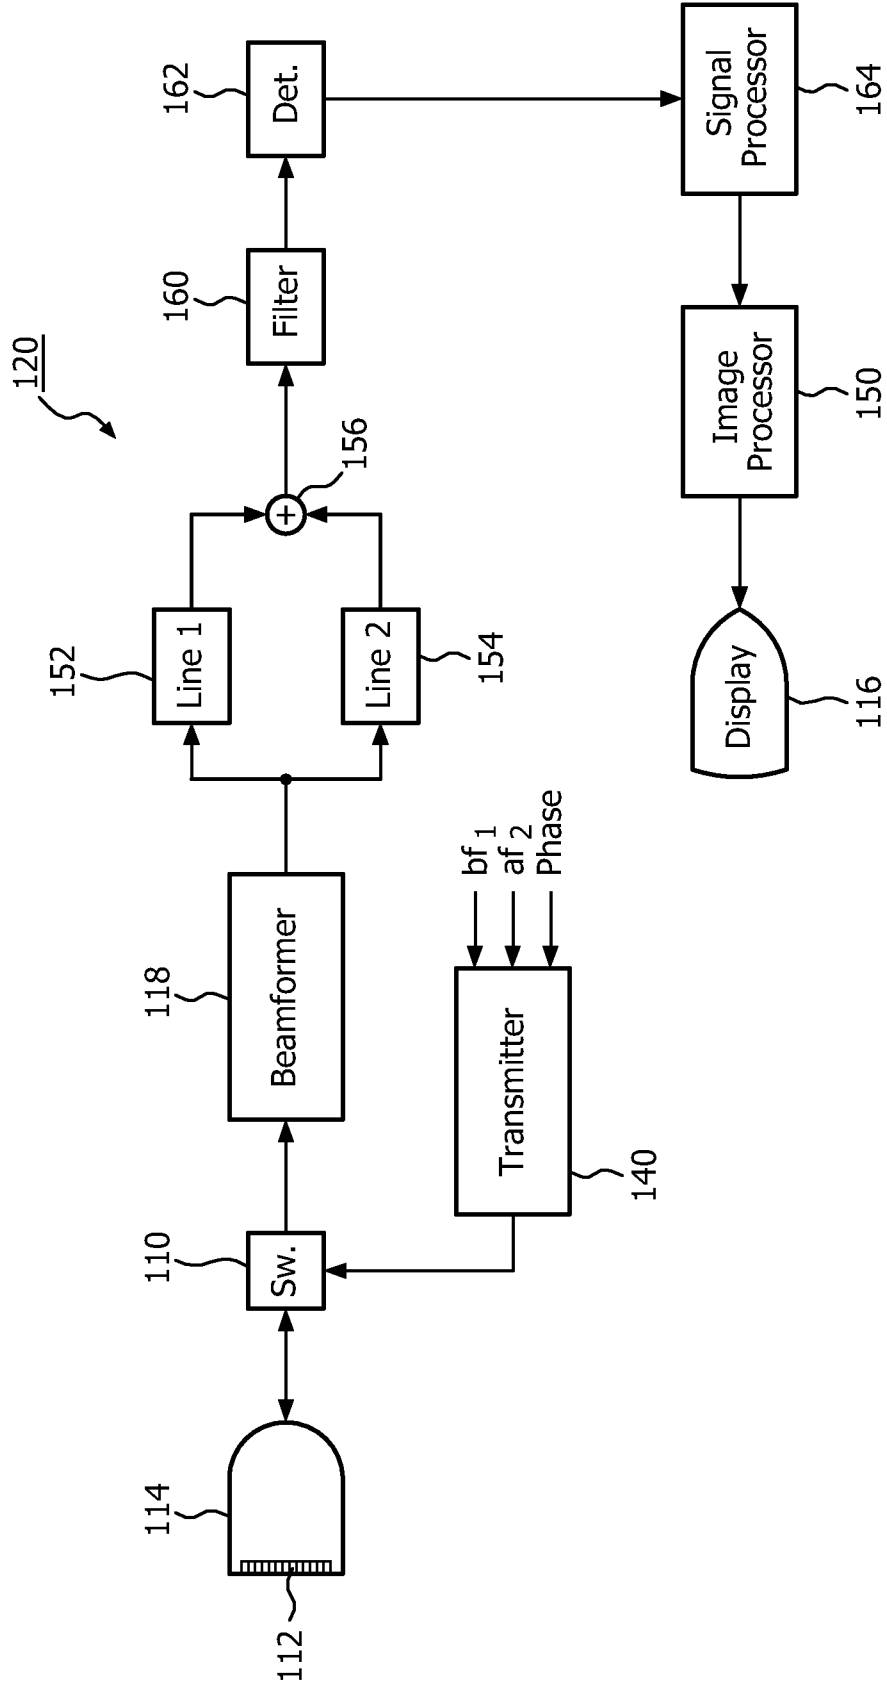 120
114
112
110
Sw.
118
Beamformer
152
Line 1
154
Line 2
156
+
160
Filter
162
Det.
140
Transmitter
bf 1
af 2
Phase
116
Display
150
Image
Processor
164
Signal
Processor